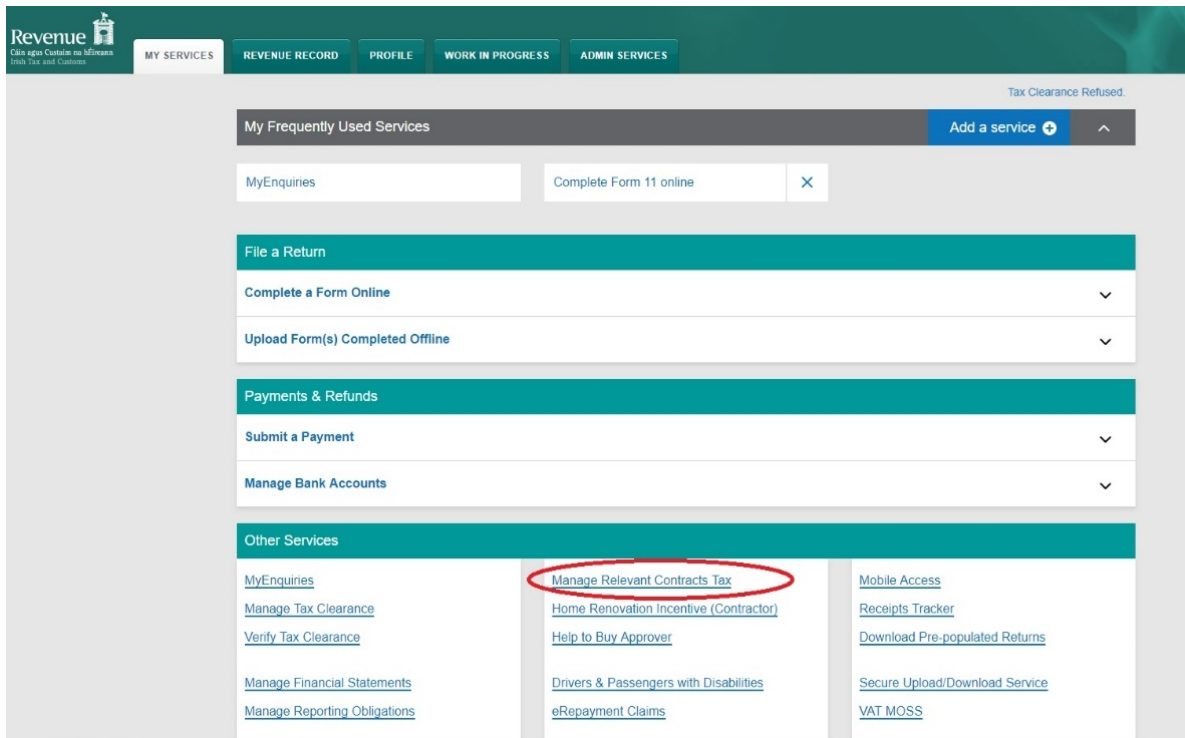 Revenue
Cáin agus Custaim na hÉireann
Irish Tax and Customs
MY SERVICES
REVENUE RECORD
PROFILE
WORK IN PROGRESS
ADMIN SERVICES
Tax Clearance Refused.
My Frequently Used Services
Add a service
MyEnquiries
Complete Form 11 online
File a Return
Complete a Form Online
Upload Form(s) Completed Offline
Payments & Refunds
Submit a Payment
Manage Bank Accounts
Other Services
MyEnquiries
Manage Tax Clearance
Verify Tax Clearance
Manage Financial Statements
Manage Reporting Obligations
Manage Relevant Contracts Tax
Home Renovation Incentive (Contractor)
Help to Buy Approver
Drivers & Passengers with Disabilities
eRepayment Claims
Mobile Access
Receipts Tracker
Download Pre-populated Returns
Secure Upload/Download Service
VAT MOSS